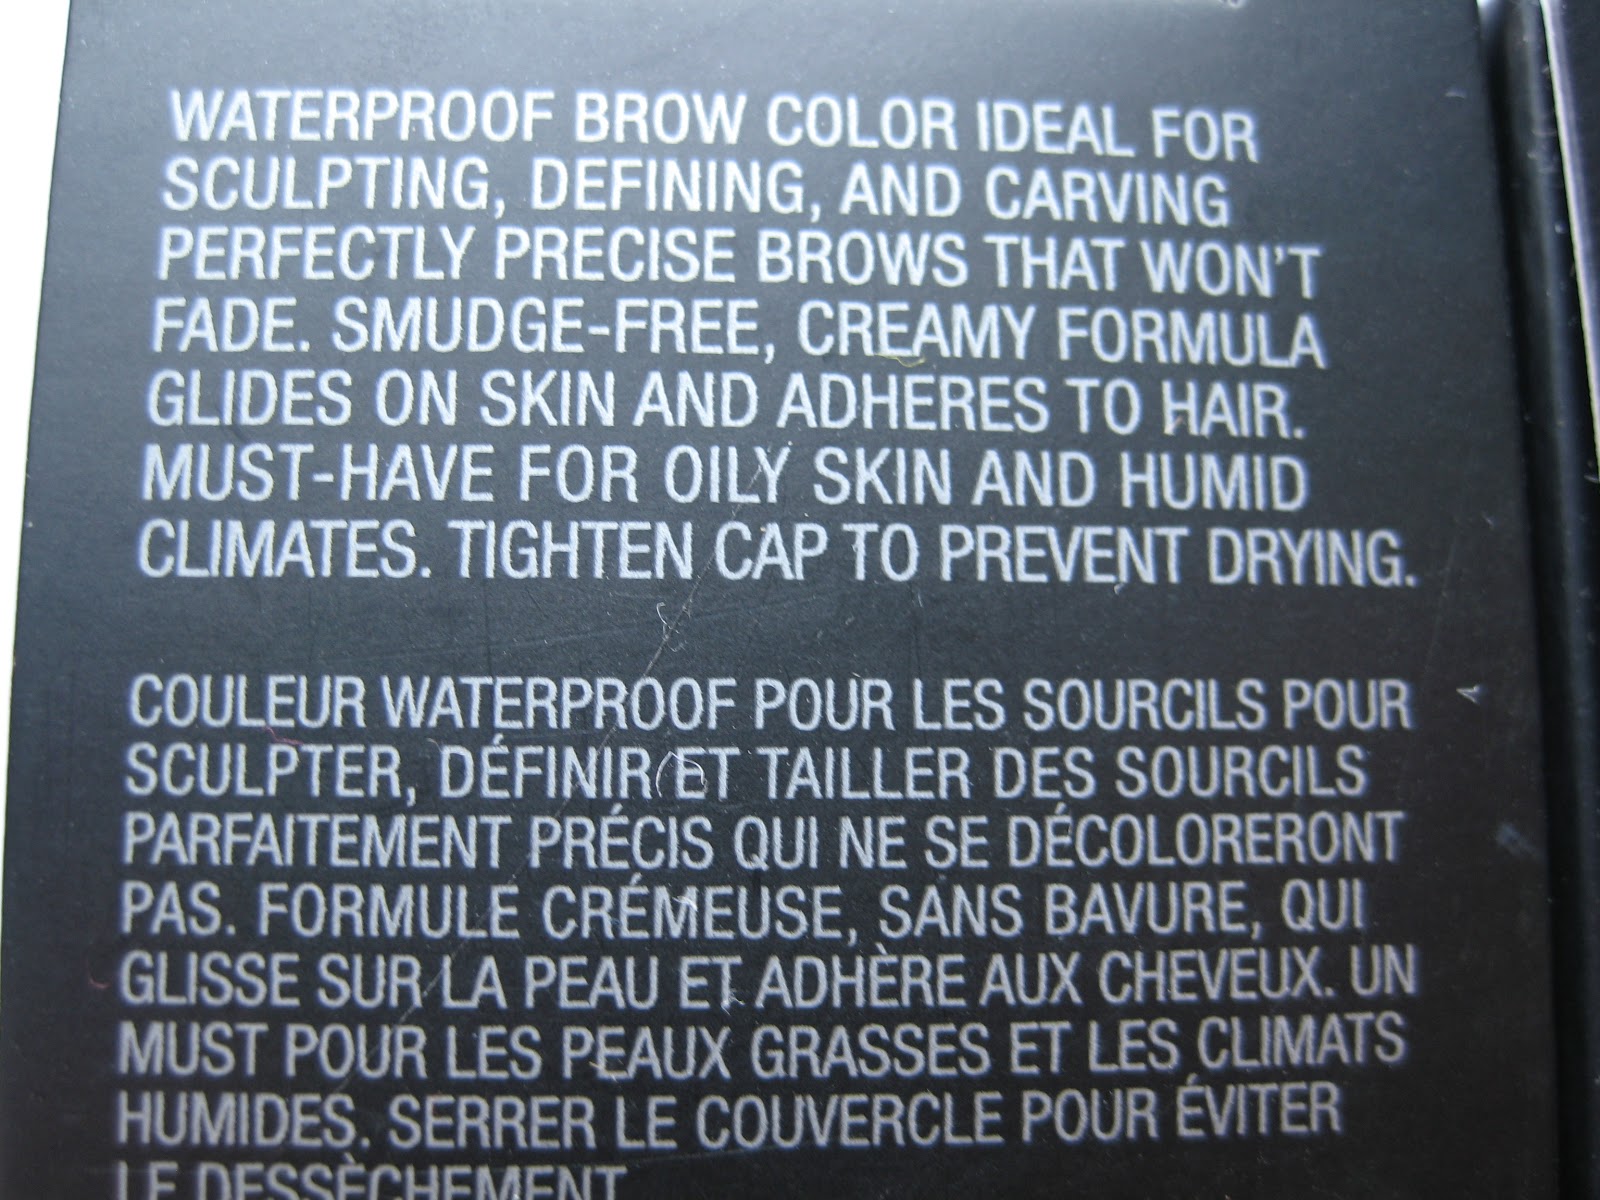 WATERPROOF BROW COLOR IDEAL FOR
SCULPTING, DEFINING, AND CARVING
PERFECTLY PRECISE BROWS THAT WON'T
FADE. SMUDGE-FREE, CREAMY FORMULA
GLIDES ON SKIN AND ADHERES TO HAIR.
MUST-HAVE FOR OILY SKIN AND HUMID
CLIMATES. TIGHTEN CAP TO PREVENT DRYING.
COULEUR WATERPROOF POUR LES SOURCILS POUR
SCULPTER, DÉFINIR ET TAILLER DES SOURCILS
PARFAITEMENT PRÉCIS QUI NE SE DÉCOLORERONT
PAS. FORMULE CRÉMEUSE, SANS BAVURE, QUI
GLISSE SUR LA PEAU ET ADHÈRE AUX CHEVEUX. UN
MUST POUR LES PEAUX GRASSES ET LES CLIMATS
HUMIDES. SERRER LE COUVERCLE POUR ÉVITER
LE DESSÈCHEMENT